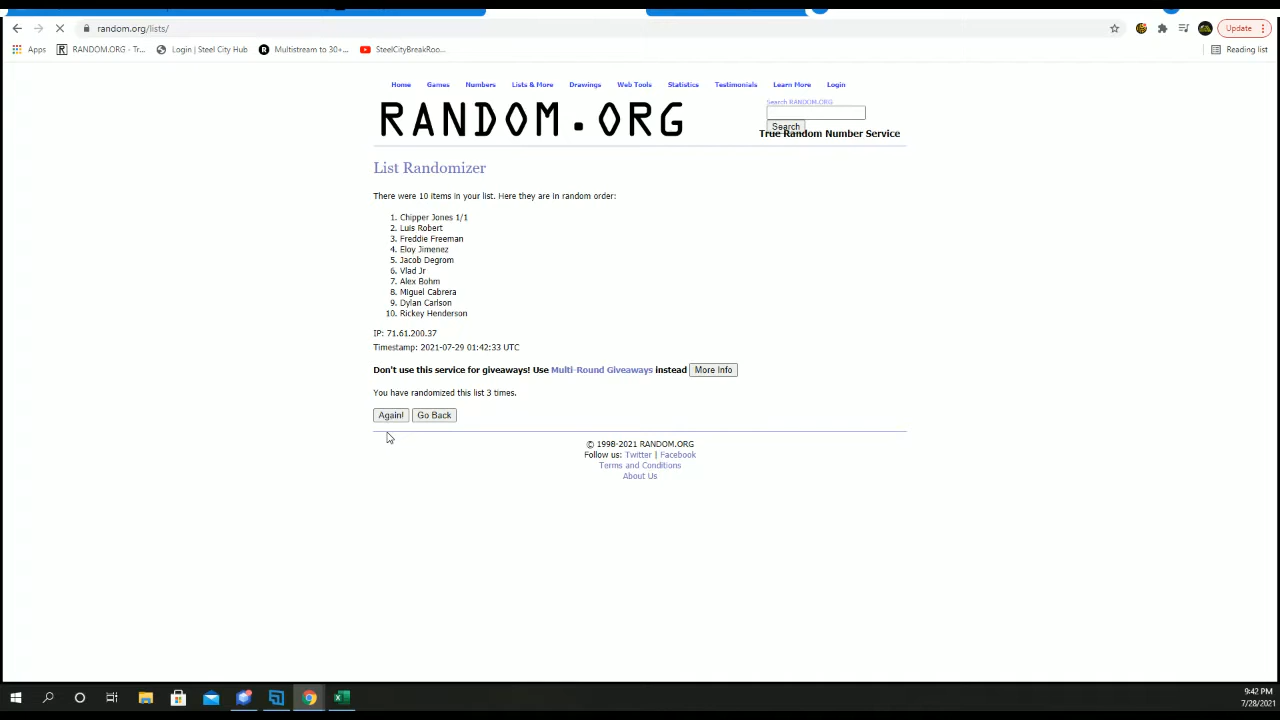 random.org/lists/
Update
Apps
RANDOM.ORG - Tr...
Login | Steel City Hub
Multistream to 30+...
SteelCityBreakRoo...
Reading list
Home Games Numbers Lists & More Drawings Web Tools Statistics Testimonials Learn More Login
RANDOM.ORG
Search RANDOM.ORG
Search
True Random Number Service
List Randomizer
There were 10 items in your list. Here they are in random order:
1. Chipper Jones 1/1
2. Luis Robert
3. Freddie Freeman
4. Eloy Jimenez
5. Jacob Degrom
6. Vlad Jr
7. Alex Bohm
8. Miguel Cabrera
9. Dylan Carlson
10. Rickey Henderson
IP: 71.61.200.37
Timestamp: 2021-07-29 01:42:33 UTC
Don't use this service for giveaways! Use Multi-Round Giveaways instead More Info
You have randomized this list 3 times.
Again! Go Back
© 1998-2021 RANDOM.ORG
Follow us: Twitter | Facebook
Terms and Conditions
About Us
9:42 PM
7/28/2021